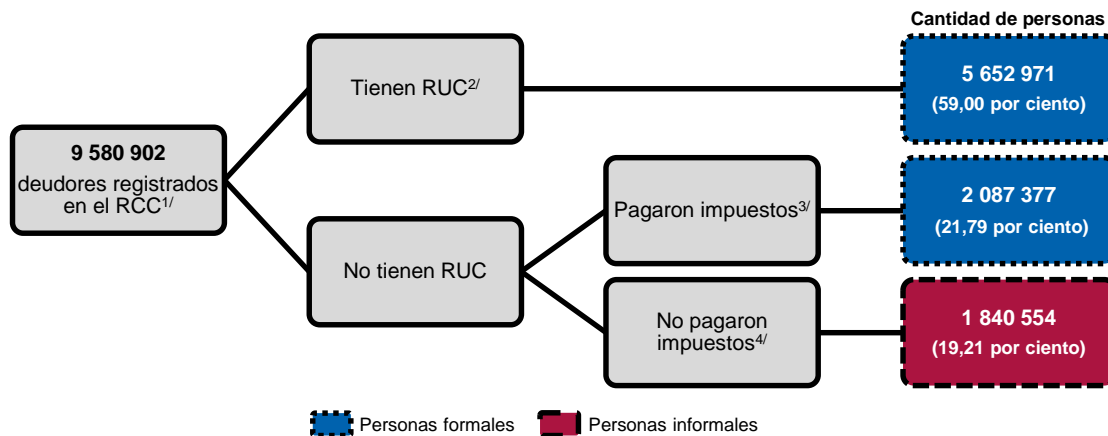 Cantidad de personas
Tienen RUC2/
5 652 971
(59,00 por ciento)
9 580 902
deudores registrados
en el RCC1/
Pagaron impuestos3/
2 087 377
(21,79 por ciento)
No tienen RUC
No pagaron
impuestos4/
1 840 554
(19,21 por ciento)
Personas formales
Personas informales